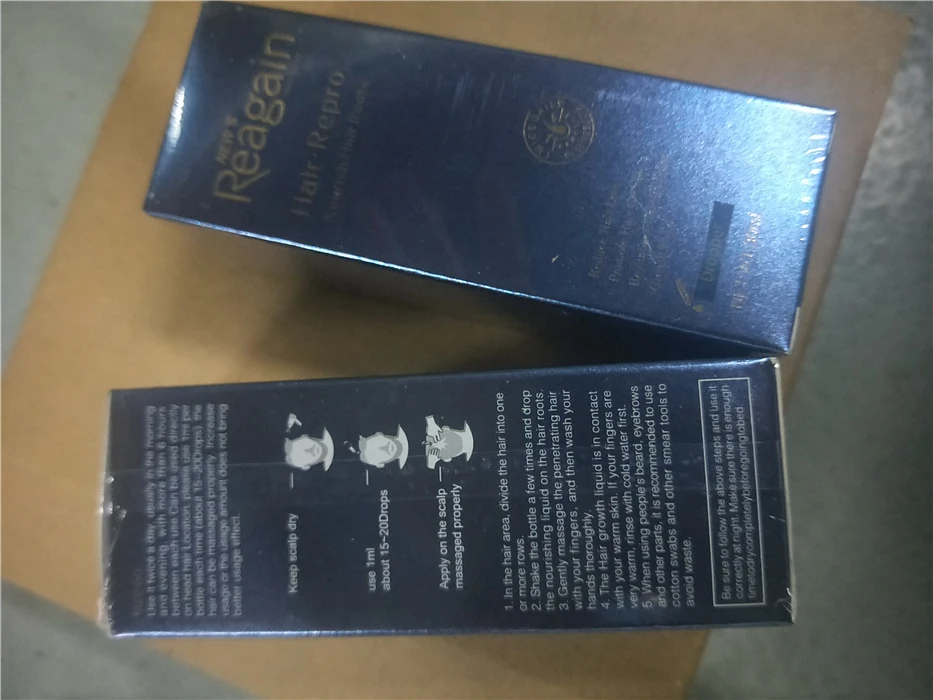 NEW's
Reagain
Hair·Repro
Use it twice a day, usually the morning
and evening, with more than 8 hours
between each use. Can be used directly
on head hair Location, please use 1ml per
bottle each time (about 15~20Drops), the
hair can be massaged properly. Increase
usage or the usage amount does not bring
better usage effect.
Keep scalp dry
use 1ml
about 15~20Drops
Apply on the scalp
massaged properly
1. In the hair area, divide the hair into one
or more rows.
2. Shake the bottle a few times and drop
the nourishing liquid on the hair roots.
3. Gently massage the penetrating hair
with your fingers, and then wash your
hands thoroughly.
4. The Hair growth liquid is in contact
with your warm skin. If your fingers are
very warm, rinse with cold water first.
5. When using people's beard, eyebrows
and other parts, it is recommended to use
cotton swabs and other smear tools to
avoid waste.
Be sure to follow the above steps and use it
correctly at night. Make sure there is enough
timetodrycompletelybeforegoingtobed.